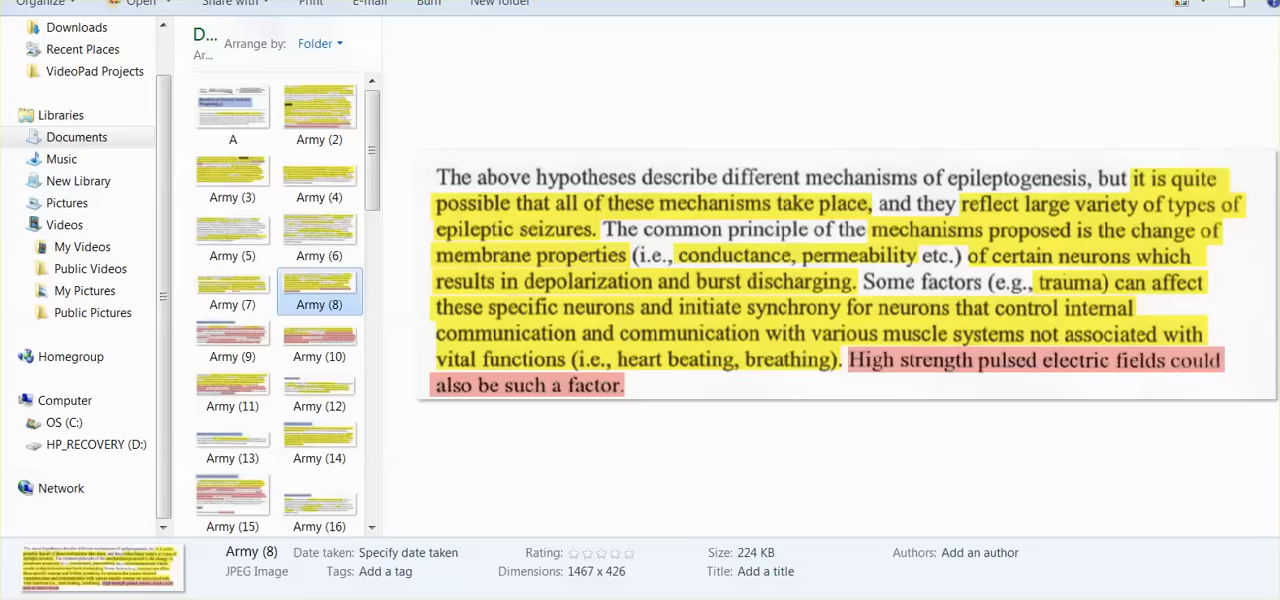 Organize
Open
Share with
Print
E-mail
Burn
New folder
Downloads
Recent Places
VideoPad Projects
Libraries
Documents
Music
New Library
Pictures
Videos
My Videos
Public Videos
My Pictures
Public Pictures
Homegroup
Computer
OS (C:)
HP_RECOVERY (D:)
Network
D...
Ar...
Arrange by: Folder
A
Army (2)
Army (3)
Army (4)
Army (5)
Army (6)
Army (7)
Army (8)
Army (9)
Army (10)
Army (11)
Army (12)
Army (13)
Army (14)
Army (15)
Army (16)
The above hypotheses describe different mechanisms of epileptogenesis, but it is quite
possible that all of these mechanisms take place, and they reflect large variety of types of
epileptic seizures. The common principle of the mechanisms proposed is the change of
membrane properties (i.e., conductance, permeability etc.) of certain neurons which
results in depolarization and burst discharging. Some factors (e.g., trauma) can affect
these specific neurons and initiate synchrony for neurons that control internal
communication and communication with various muscle systems not associated with
vital functions (i.e., heart beating, breathing). High strength pulsed electric fields could
also be such a factor.
Army (8)
JPEG Image
Date taken: Specify date taken
Tags: Add a tag
Rating:
Dimensions: 1467 x 426
Size: 224 KB
Title: Add a title
Authors: Add an author